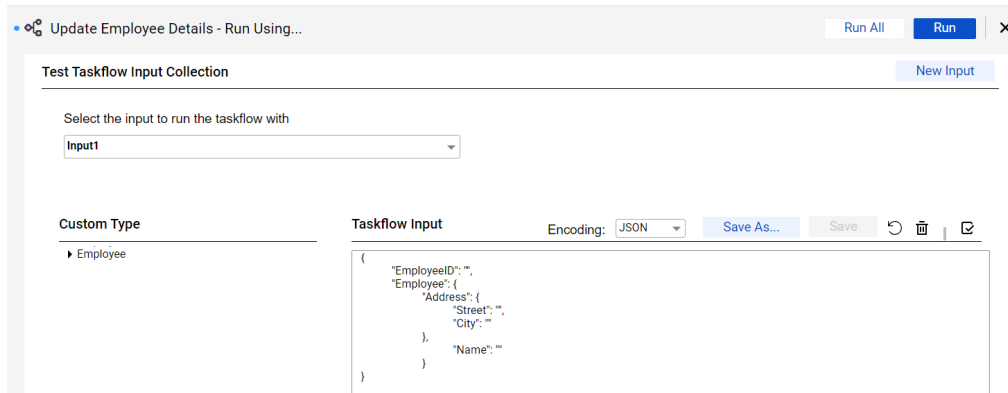 Update Employee Details - Run Using...
Run All
Run
Test Taskflow Input Collection
New Input
Select the input to run the taskflow with
Input1
Custom Type
Employee
Taskflow Input
Encoding:
JSON
Save As...
Save
{
"EmployeeID": "",
"Employee": {
"Address": {
"Street": "",
"City": ""
},
"Name": ""
}
}